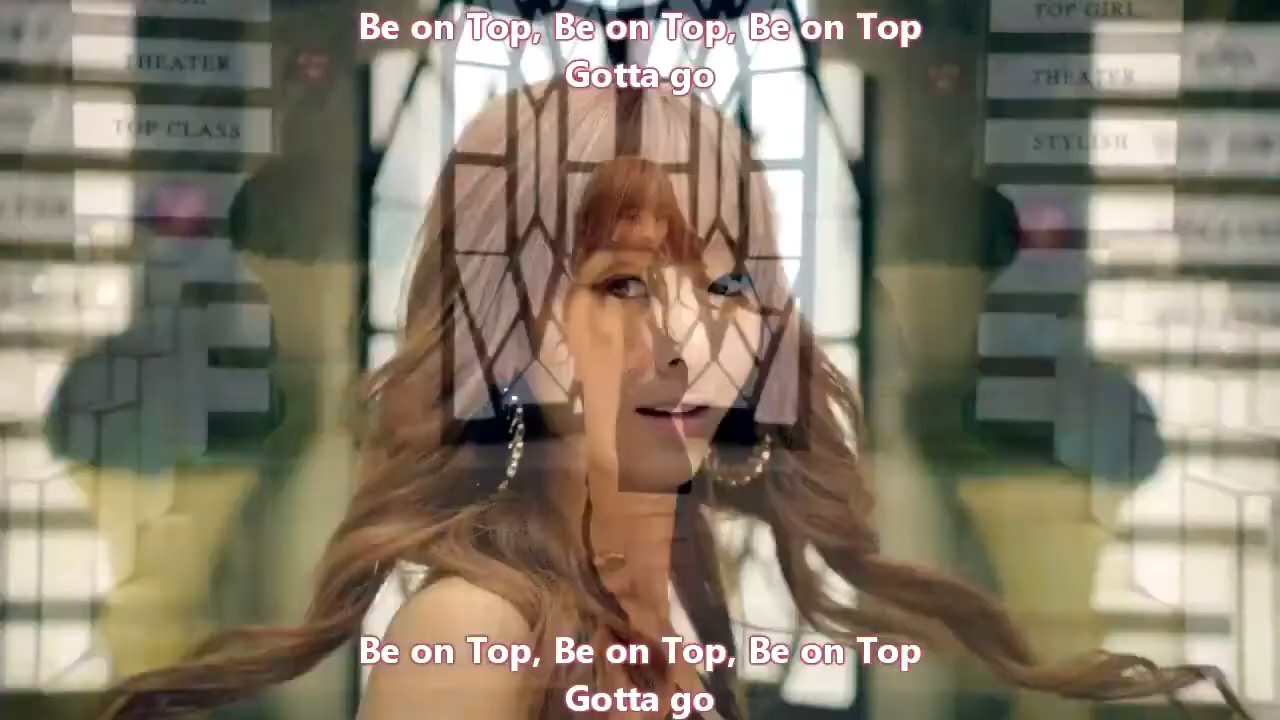 Be on Top, Be on Top, Be on Top
Gotta go
TOP GIRL
THEATER
THEATER
TOP CLASS
STYLISH
Be on Top, Be on Top, Be on Top
Gotta go